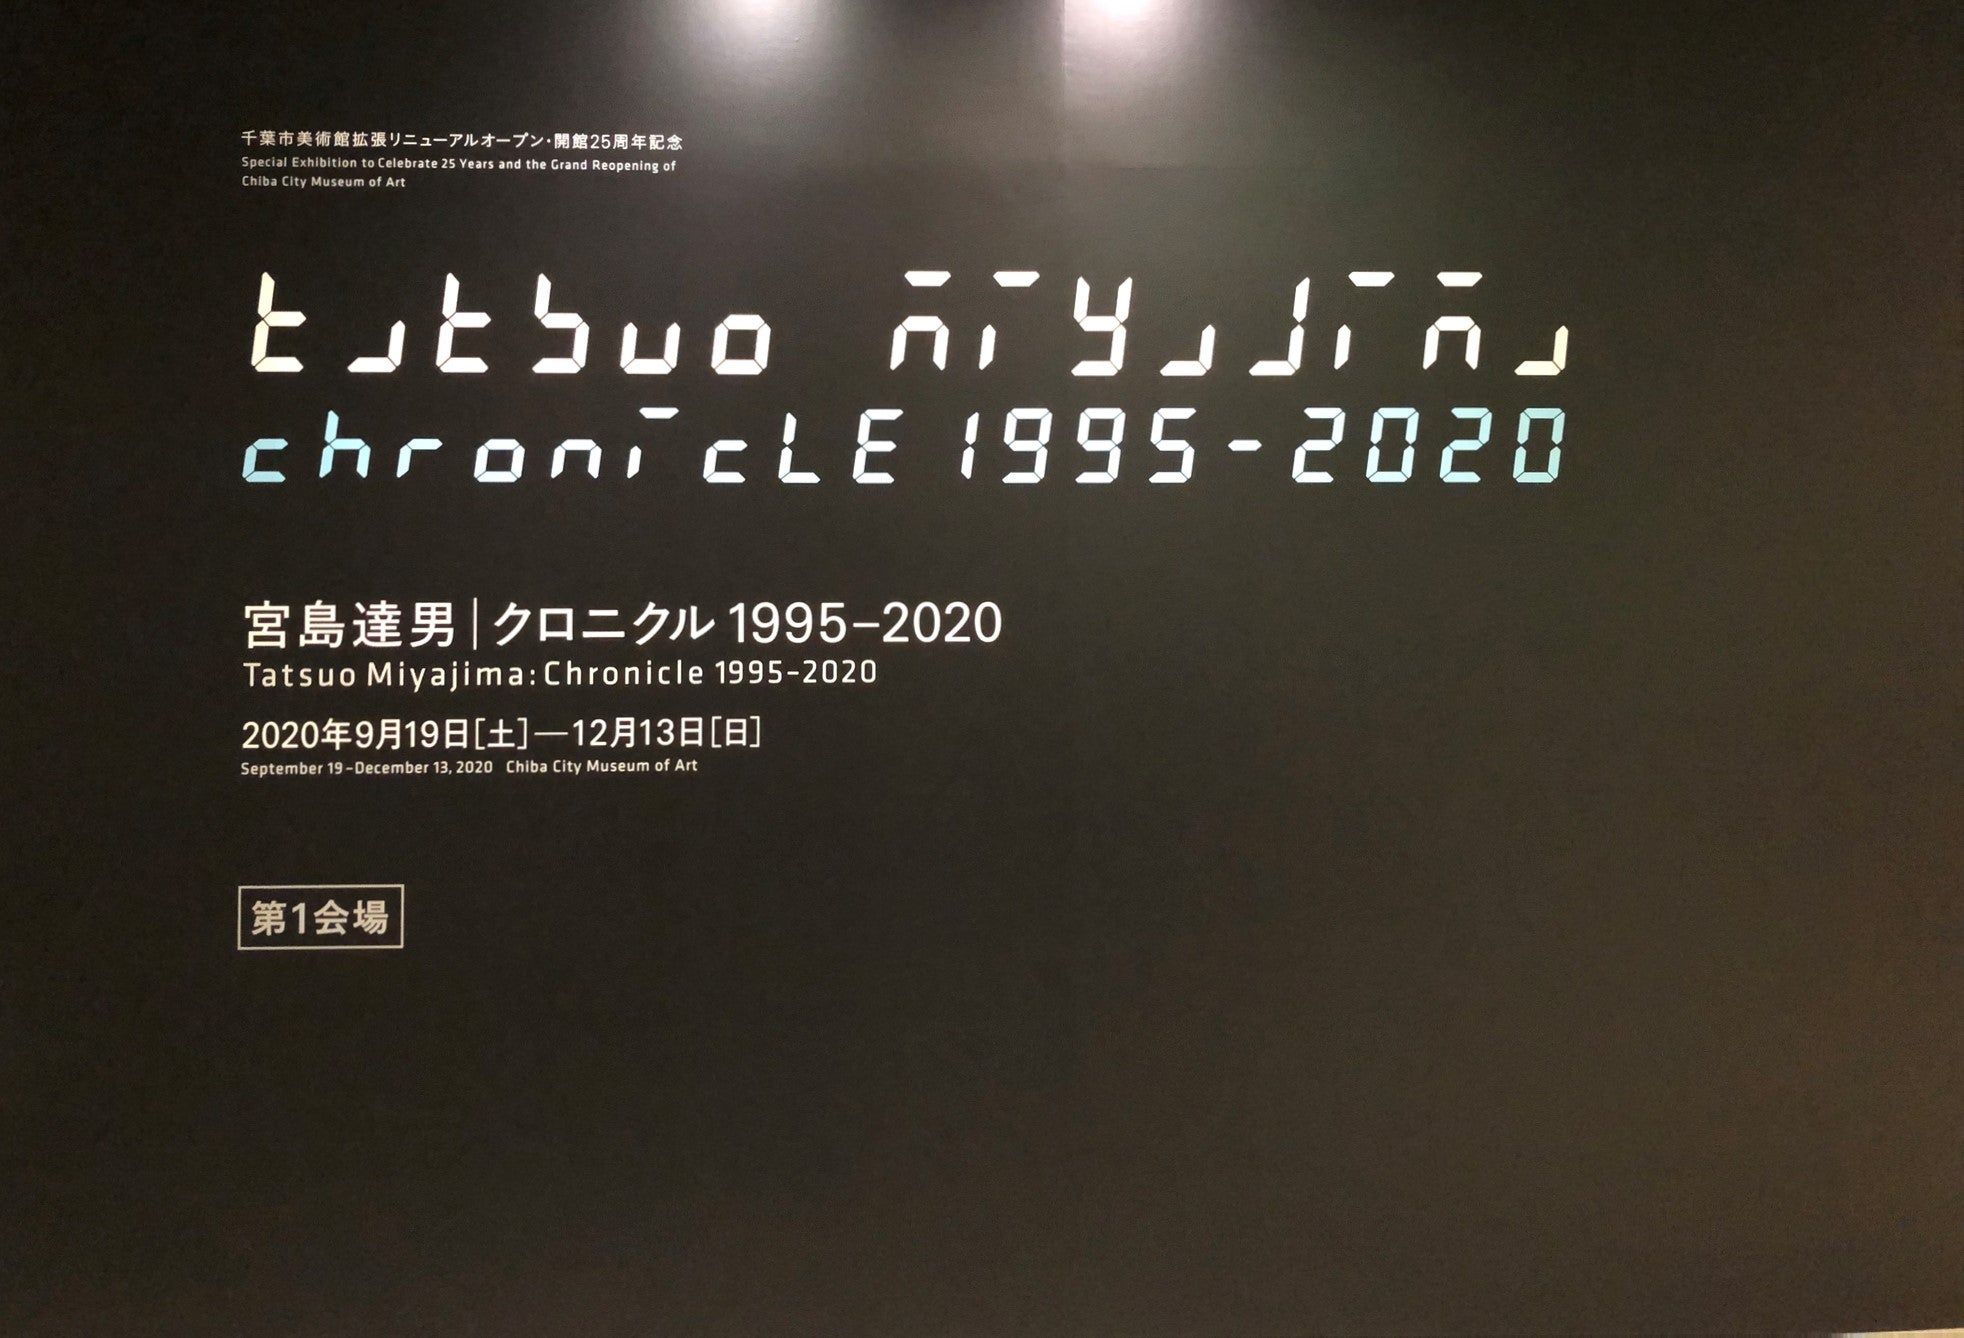 千葉市美術館拡張リニューアルオープン・開館25周年記念
Special Exhibition to Celebrate 25 Years and the Grand Reopening of
Chiba City Museum of Art
tatsuo miyajima
chronicLE 1995-2020
宮島達男|クロニクル 1995–2020
Tatsuo Miyajima: Chronicle 1995-2020
2020年9月19日[土]—12月13日[日]
September 19–December 13, 2020 Chiba City Museum of Art
第1会場